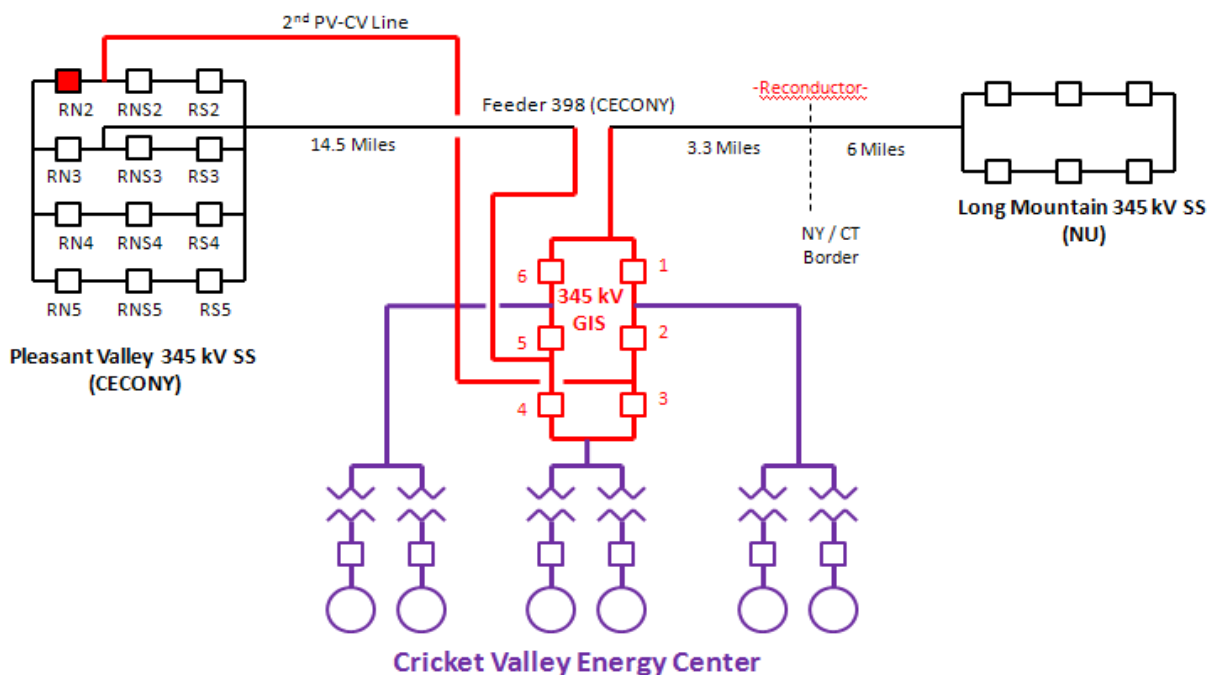 2nd PV-CV Line
RN2 RNS2 RS2
Feeder 398 (CECONY)
-Reconductor-
14.5 Miles
3.3 Miles
6 Miles
RN3 RNS3 RS3
RN4 RNS4 RS4
RN5 RNS5 RS5
Pleasant Valley 345 kV SS
(CECONY)
Long Mountain 345 kV SS
(NU)
NY / CT
Border
6
1
345 kV
GIS
5
2
4
3
Cricket Valley Energy Center